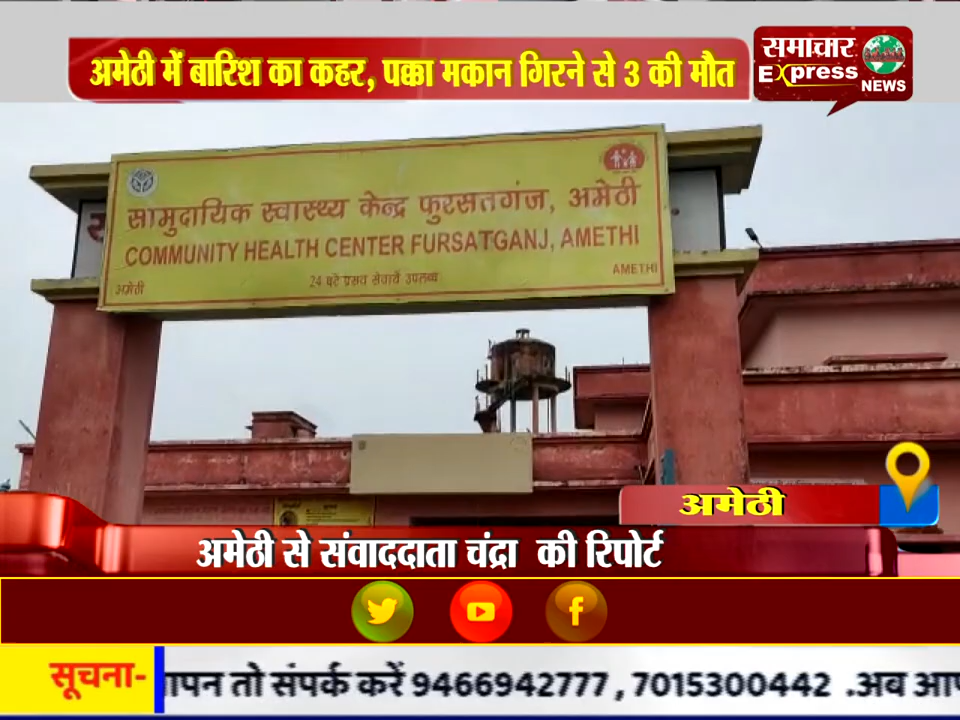 अमेठी में बारिश का कहर, पक्का मकान गिरने से 3 की मौत
समाचार
Express
NEWS
सामुदायिक स्वास्थ्य केन्द्र फुरसतगंज, अमेठी
COMMUNITY HEALTH CENTER FURSATGANJ, AMETHI
24 घंटे प्रसव सेवायें उपलब्ध
अमेठी
AMETHI
अमेठी
अमेठी से संवाददाता चंद्रा की रिपोर्ट
सूचना-
ापन तो संपर्क करें 9466942777 , 7015300442 .अब आप